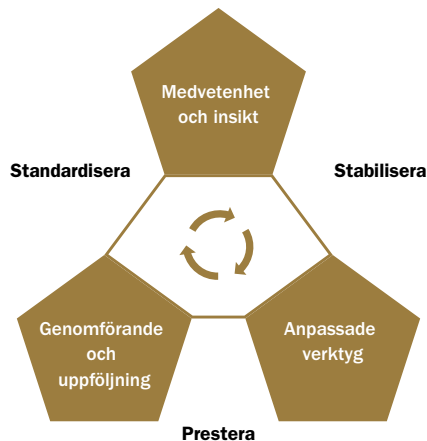 Medvetenhet
och insikt
Standardisera
Stabilisera
Genomförande
och
uppföljning
Anpassade
verktyg
Prestera